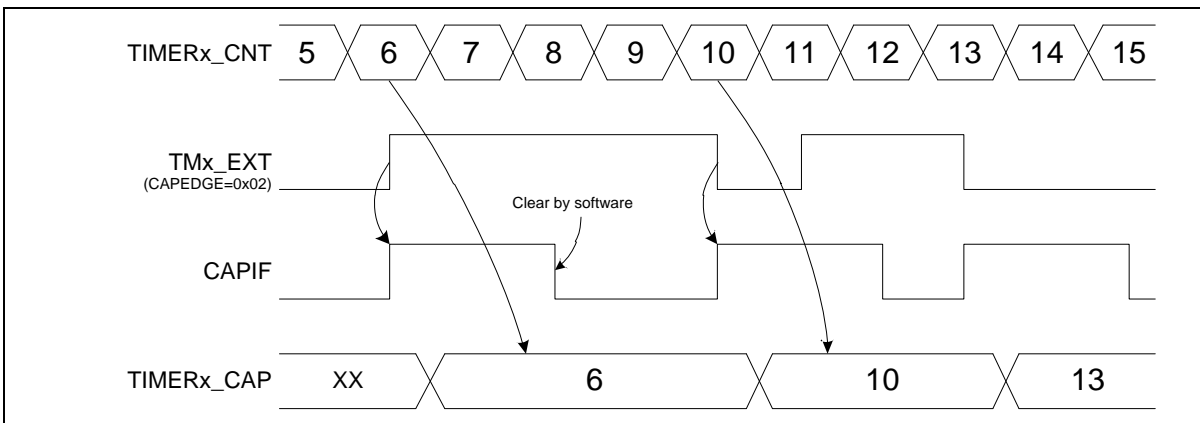 TIMERx_CNT 5 6 7 8 9 10 11 12 13 14 15
TMx_EXT
(CAPEDGE=0x02)
Clear by software
CAPIF
TIMERx_CAP XX 6 10 13